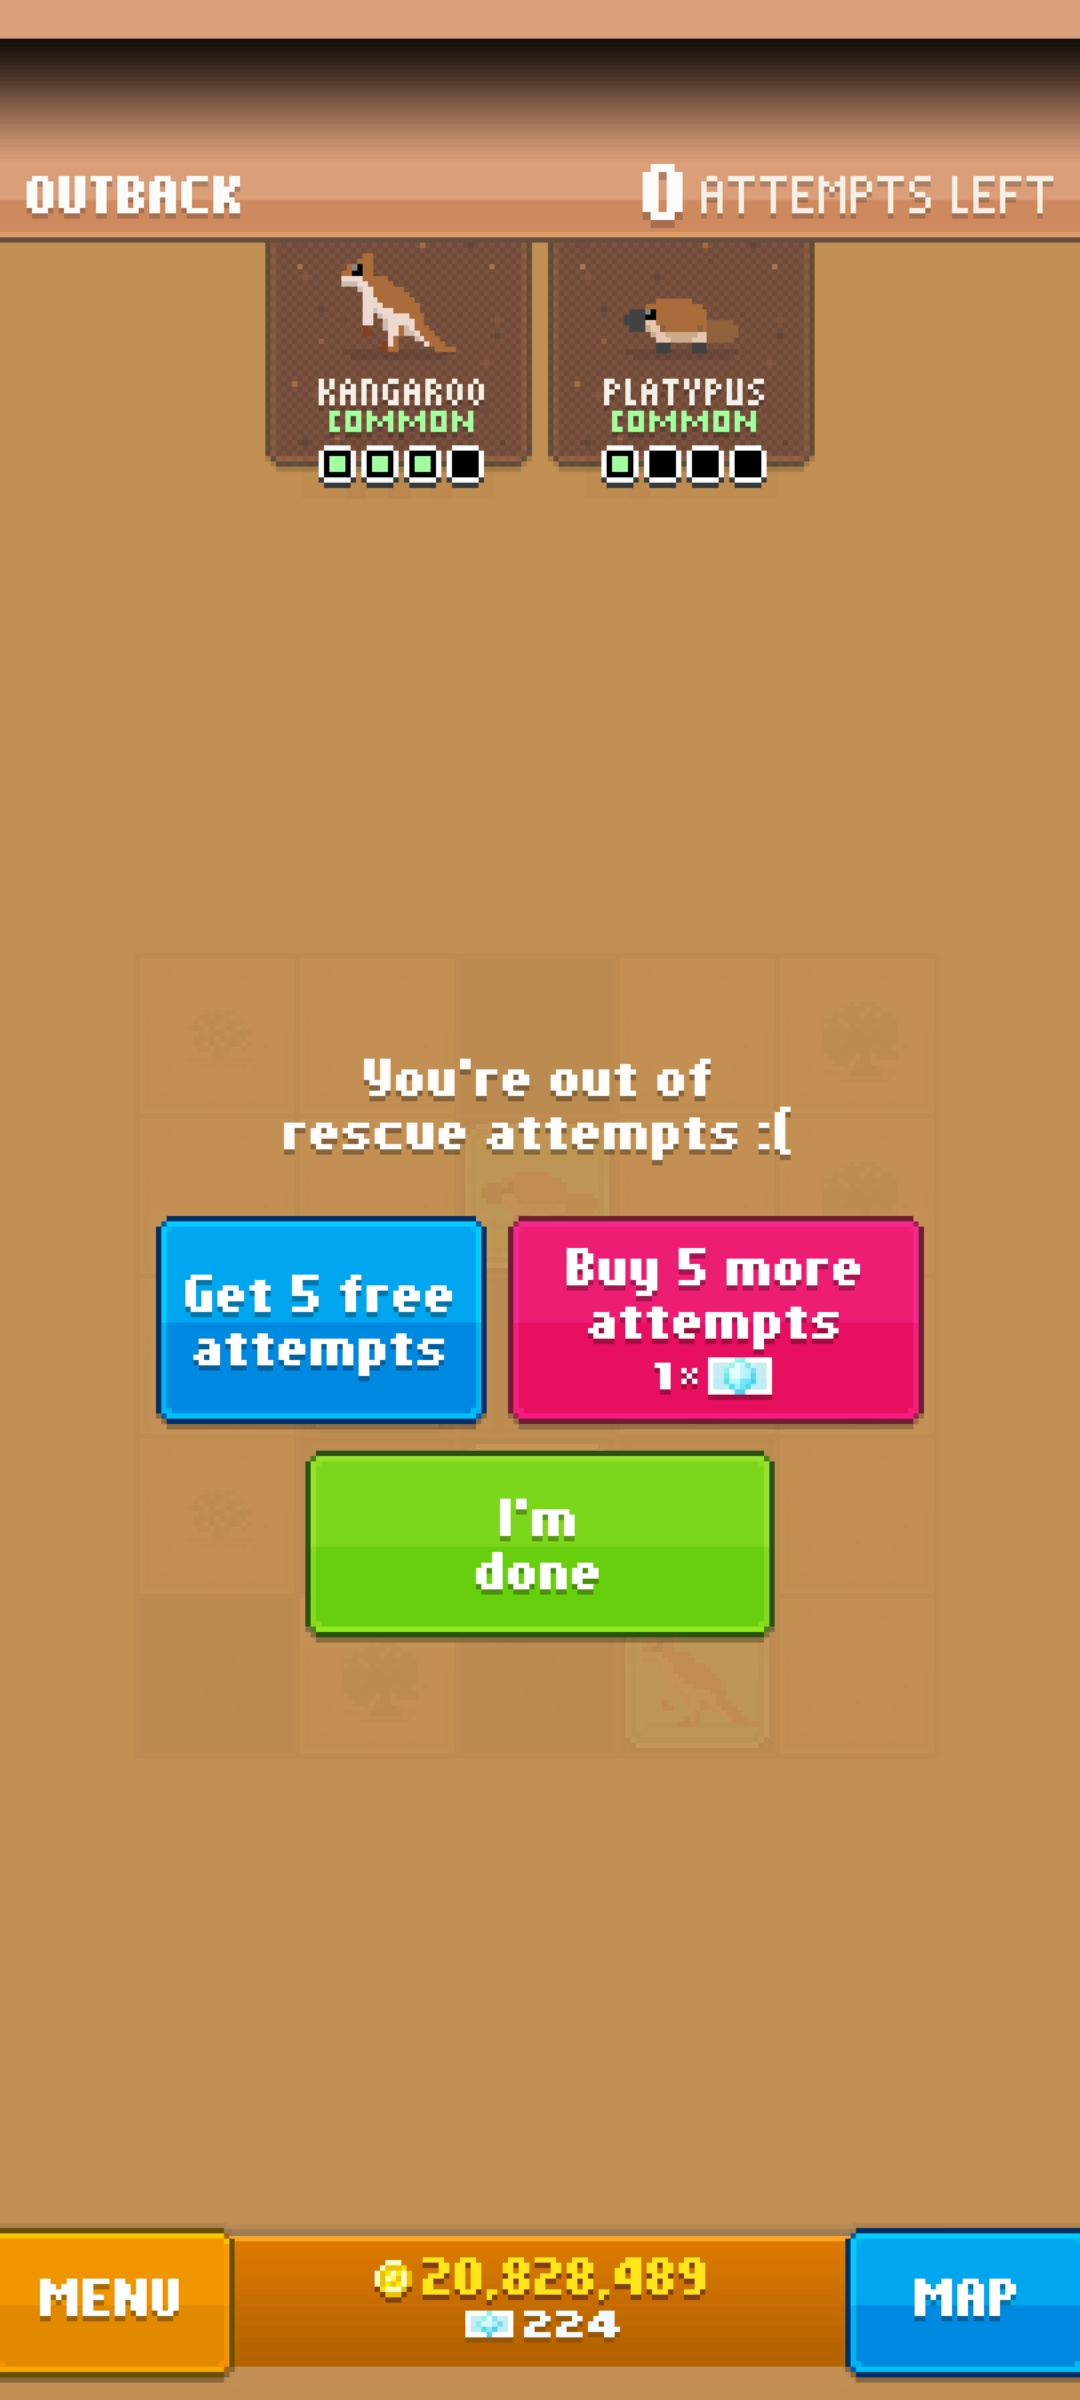 OUTBACK
0 ATTEMPTS LEFT
KANGAROO
COMMON
PLATYPUS
COMMON
You're out of
rescue attempts :(
Get 5 free
attempts
Buy 5 more
attempts
1×
I'm
done
MENU
20,828,489
224
MAP